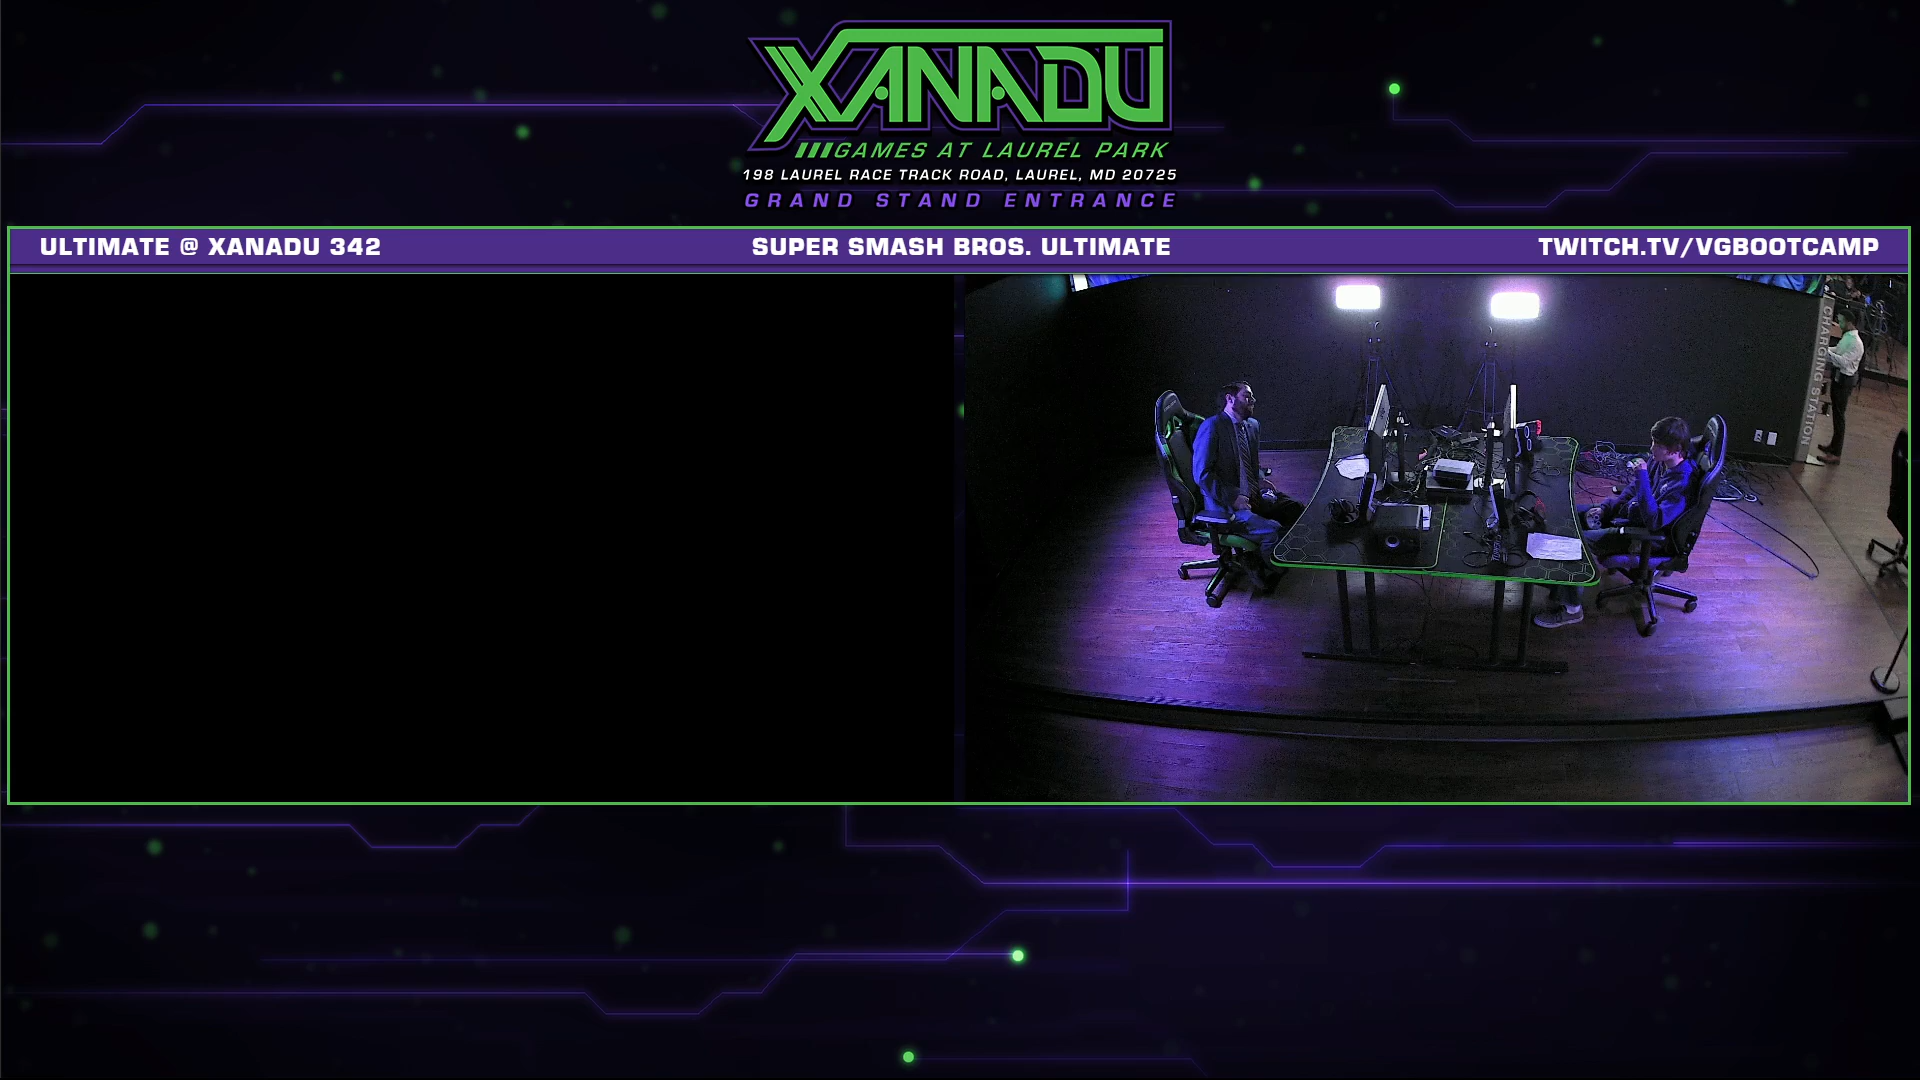 XANADU
GAMES AT LAUREL PARK
198 LAUREL RACE TRACK ROAD, LAUREL, MD 20725
GRAND STAND ENTRANCE
ULTIMATE @ XANADU 342
SUPER SMASH BROS. ULTIMATE
TWITCH.TV/VGBOOTCAMP
CHARGING STATION